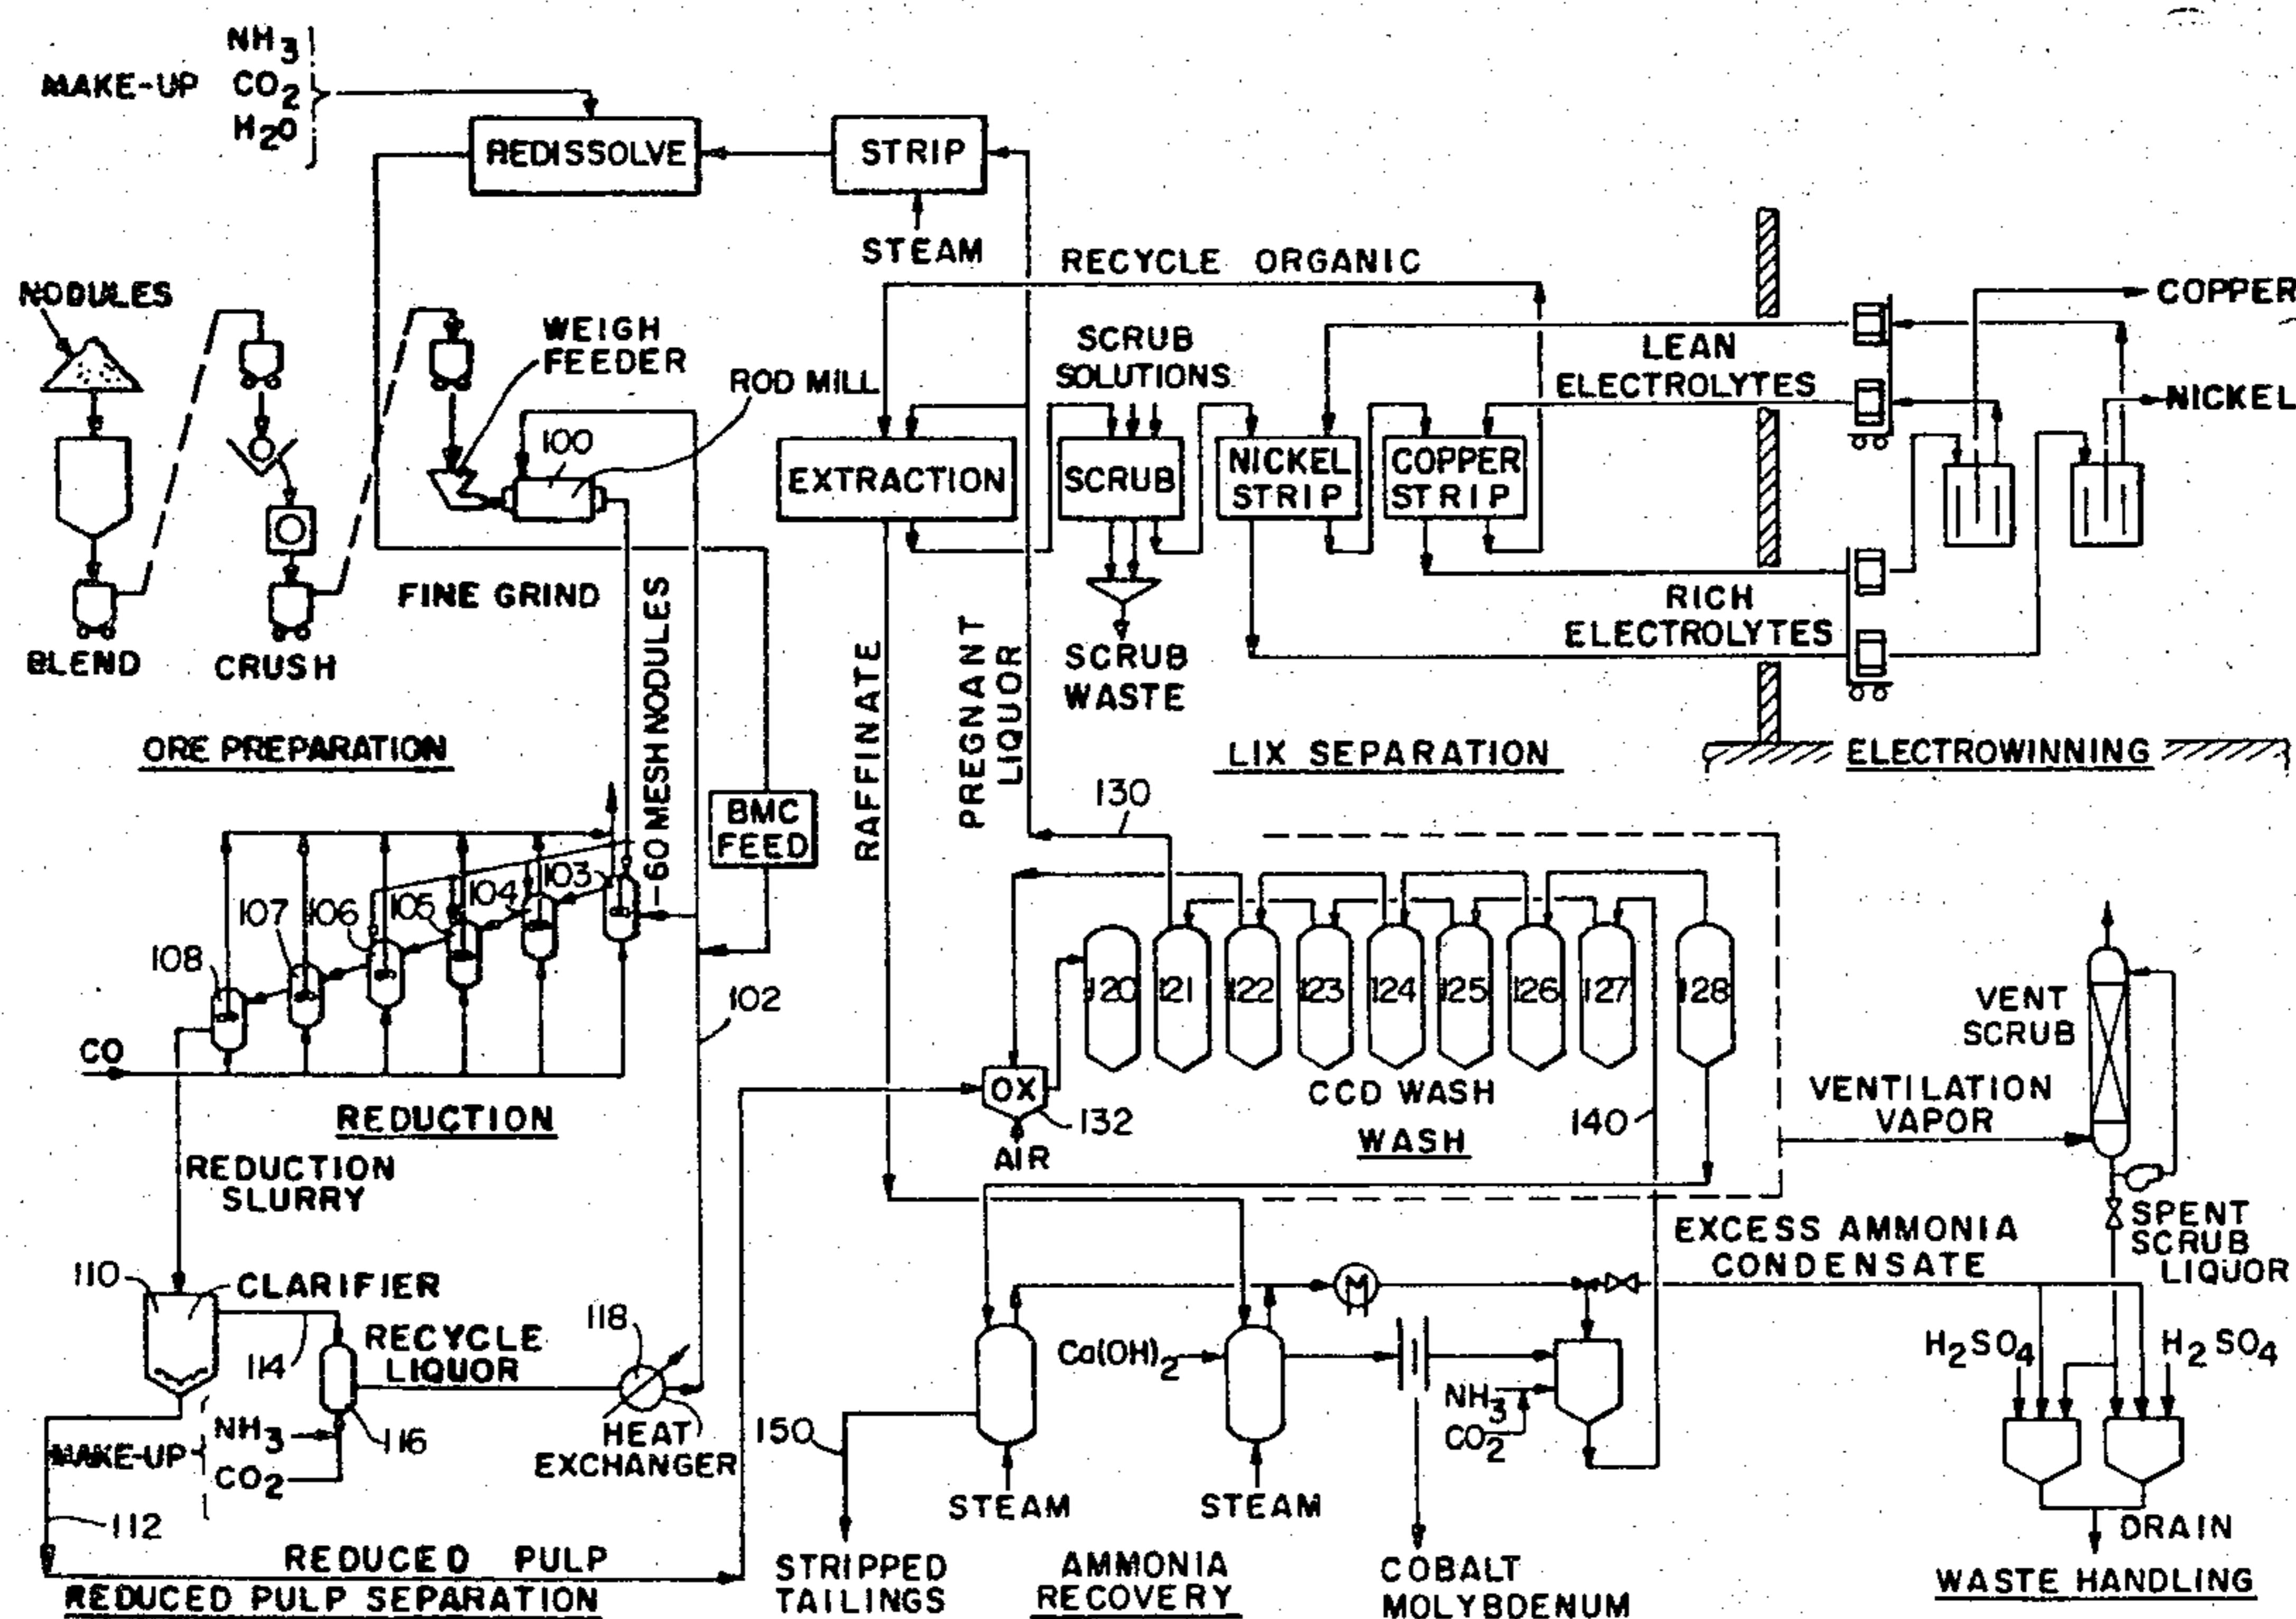 NH3
MAKE-UP CO2
H2O
REDISSOLVE
STRIP
STEAM
RECYCLE ORGANIC
NODULES
WEIGH
FEEDER
ROD MILL
100
SCRUB
SOLUTIONS
LEAN
ELECTROLYTES
COPPER
NICKEL
EXTRACTION
SCRUB
NICKEL
STRIP
COPPER
STRIP
FINE GRIND
BLEND
CRUSH
-60 MESH NODULES
RAFFINATE
PREGNANT
LIQUOR
SCRUB
WASTE
RICH
ELECTROLYTES
ORE PREPARATION
LIX SEPARATION
ELECTROWINNING
BMC
FEED
130
103
104
105
106
107
108
102
120
121
122
123
124
125
126
127
128
CO
OX
132
AIR
CCD WASH
WASH
140
VENT
SCRUB
VENTILATION
VAPOR
REDUCTION
REDUCTION
SLURRY
110
CLARIFIER
114
RECYCLE
LIQUOR
118
HEAT
EXCHANGER
MAKE-UP
NH3
CO2
116
112
REDUCED PULP
REDUCED PULP SEPARATION
EXCESS AMMONIA
CONDENSATE
SPENT
SCRUB
LIQUOR
M
Ca(OH)2
NH3
CO2
H2SO4
H2SO4
150
STEAM
STEAM
STRIPPED
TAILINGS
AMMONIA
RECOVERY
COBALT
MOLYBDENUM
DRAIN
WASTE HANDLING